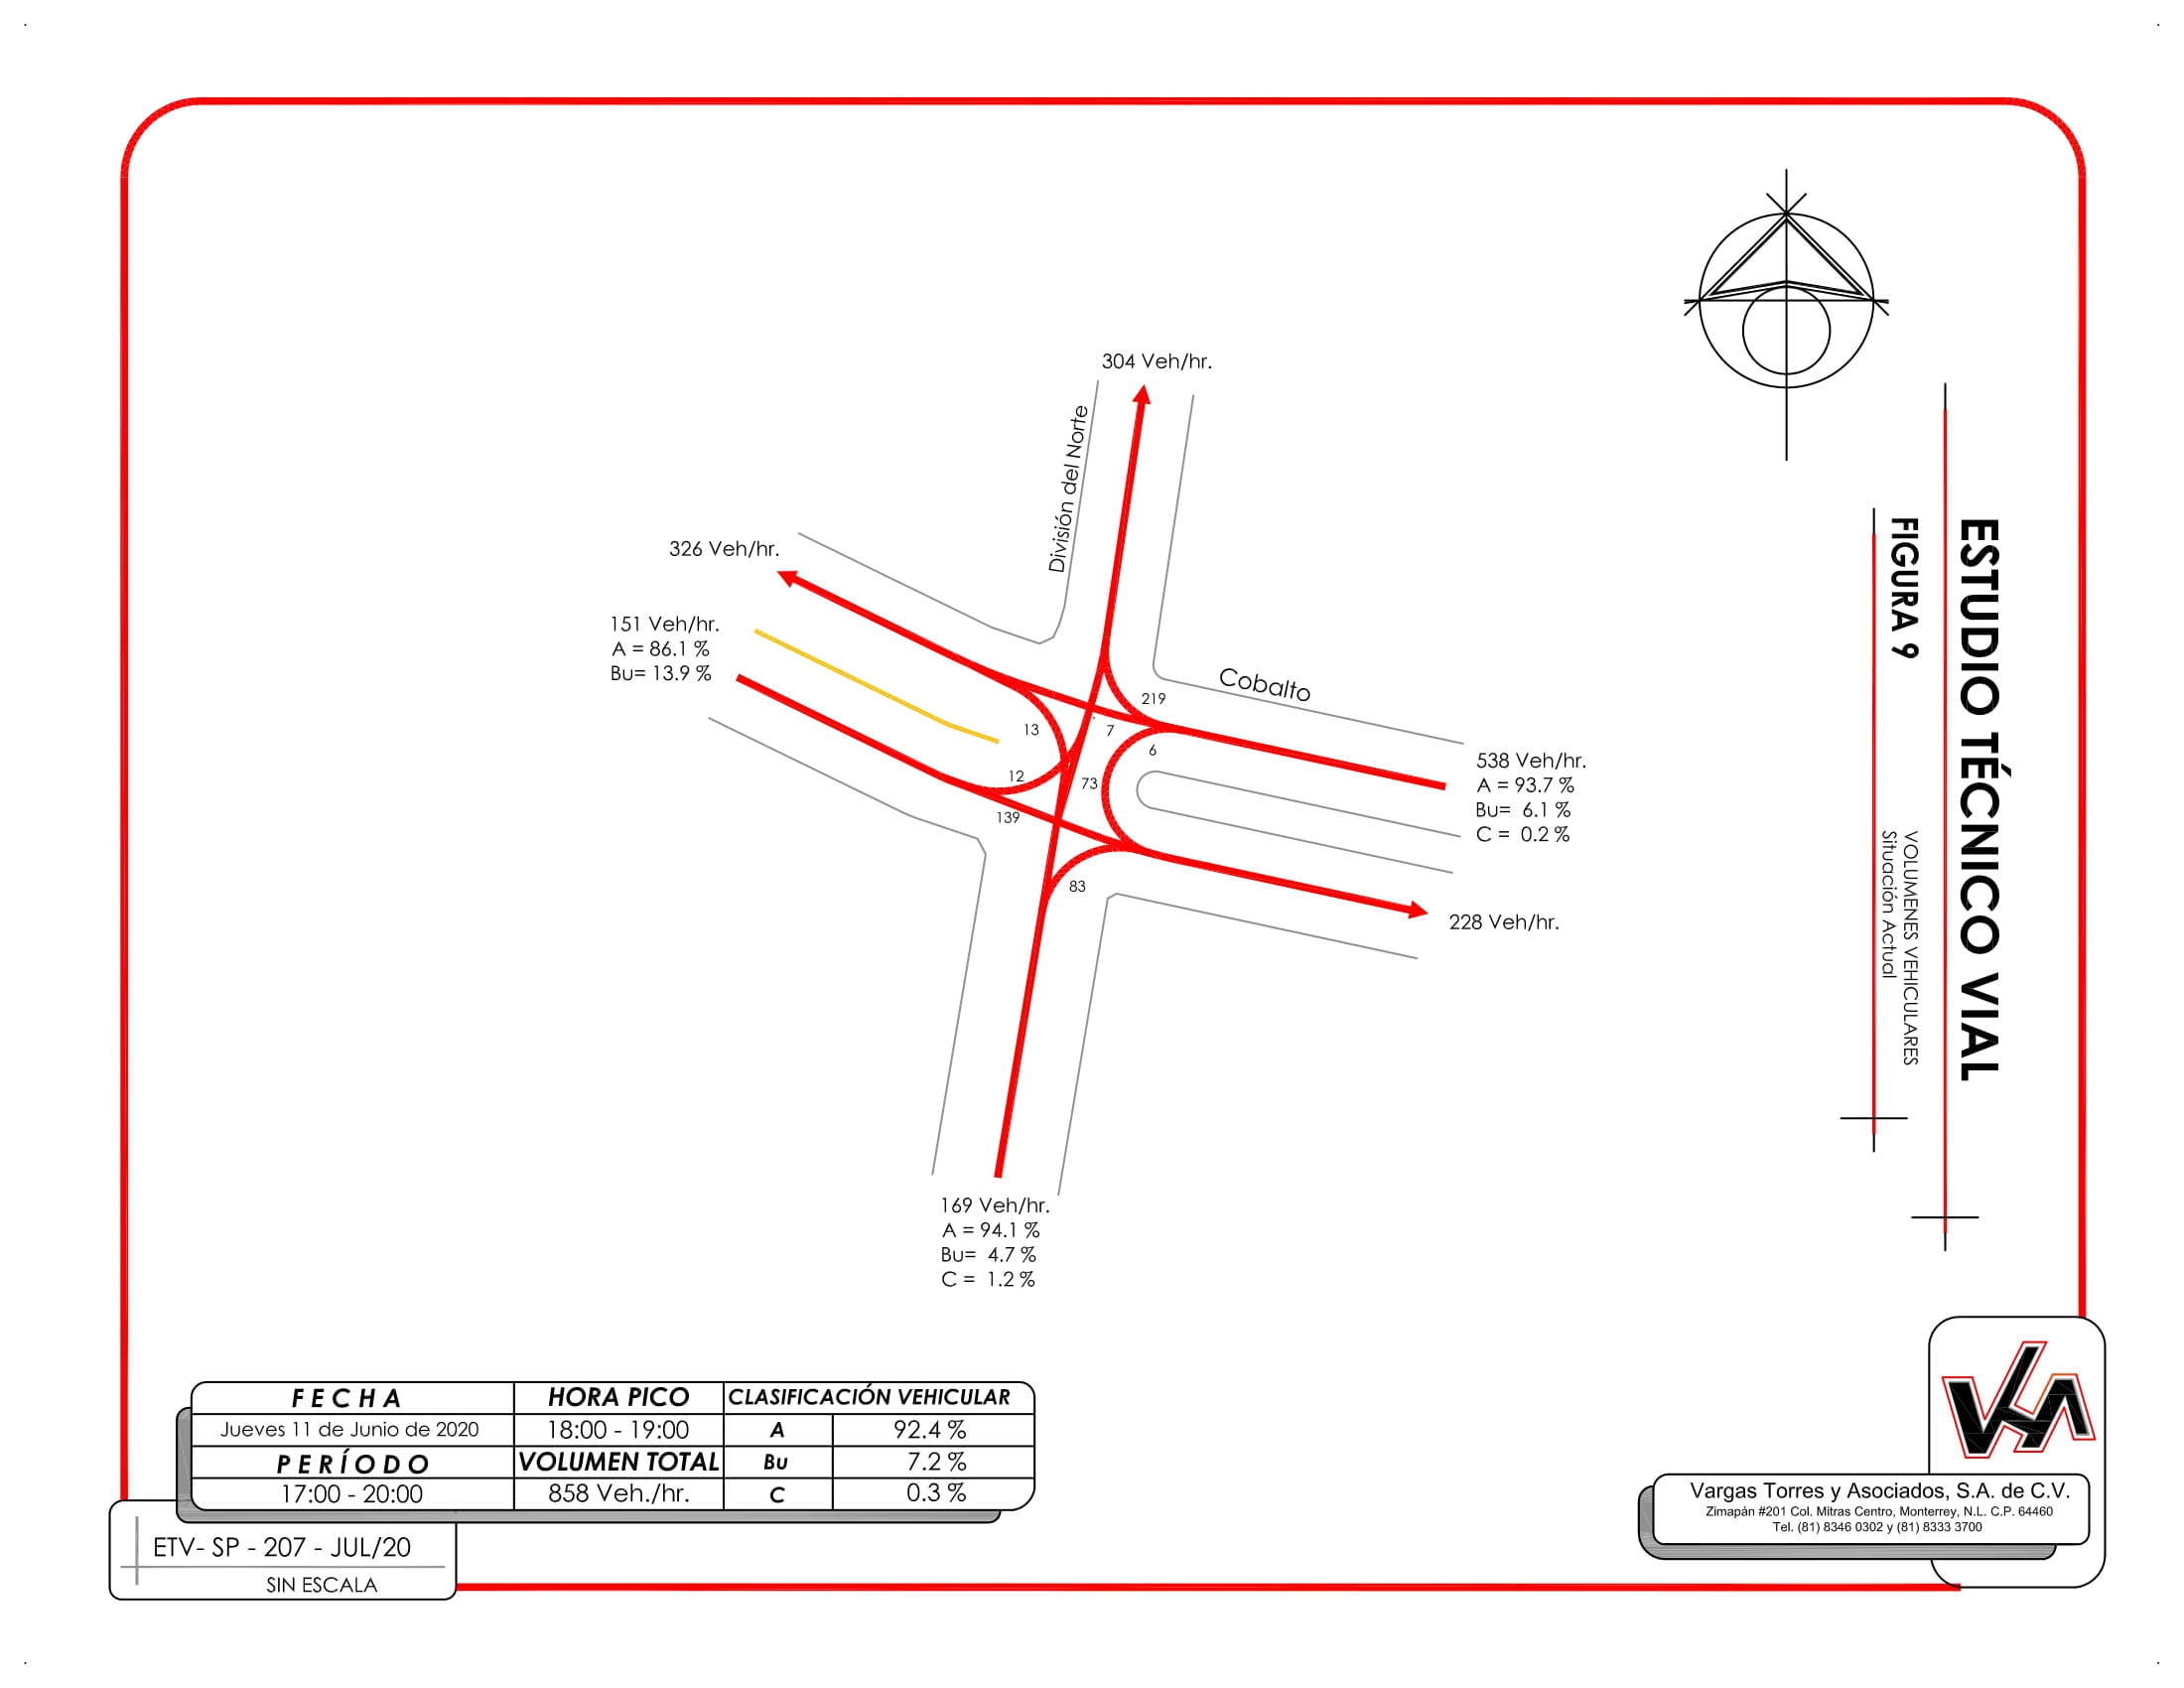 304 Veh/hr.
División del Norte
326 Veh/hr.
151 Veh/hr.
A = 86.1 %
Bu= 13.9 %
Cobalto
219
13
7
6
12
73
139
83
538 Veh/hr.
A = 93.7 %
Bu= 6.1 %
C = 0.2 %
228 Veh/hr.
169 Veh/hr.
A = 94.1 %
Bu= 4.7 %
C = 1.2 %
ESTUDIO TÉCNICO VIAL
FIGURA 9
VOLUMENES VEHICULARES
Situación Actual
FECHA HORA PICO CLASIFICACIÓN VEHICULAR
Jueves 11 de Junio de 2020 18:00 - 19:00 A 92.4 %
PERÍODO VOLUMEN TOTAL Bu 7.2 %
17:00 - 20:00 858 Veh./hr. C 0.3 %
ETV- SP - 207 - JUL/20
SIN ESCALA
Vargas Torres y Asociados, S.A. de C.V.
Zimapán #201 Col. Mitras Centro, Monterrey, N.L. C.P. 64460
Tel. (81) 8346 0302 y (81) 8333 3700